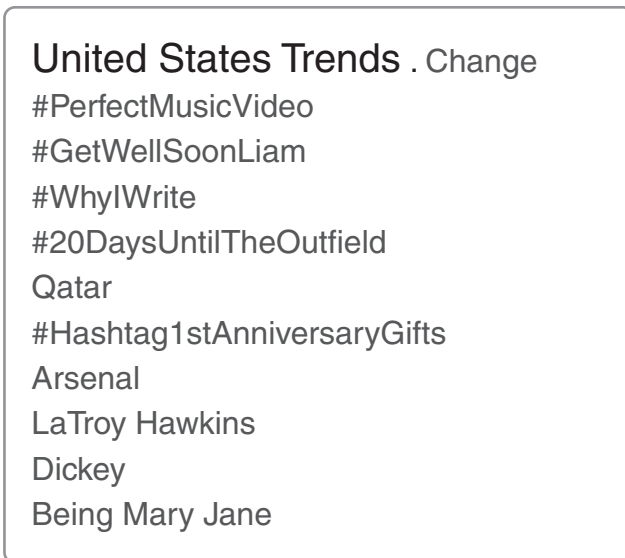 United States Trends . Change
#PerfectMusicVideo
#GetWellSoonLiam
#WhyIWrite
#20DaysUntilTheOutfield
Qatar
#Hashtag1stAnniversaryGifts
Arsenal
LaTroy Hawkins
Dickey
Being Mary Jane